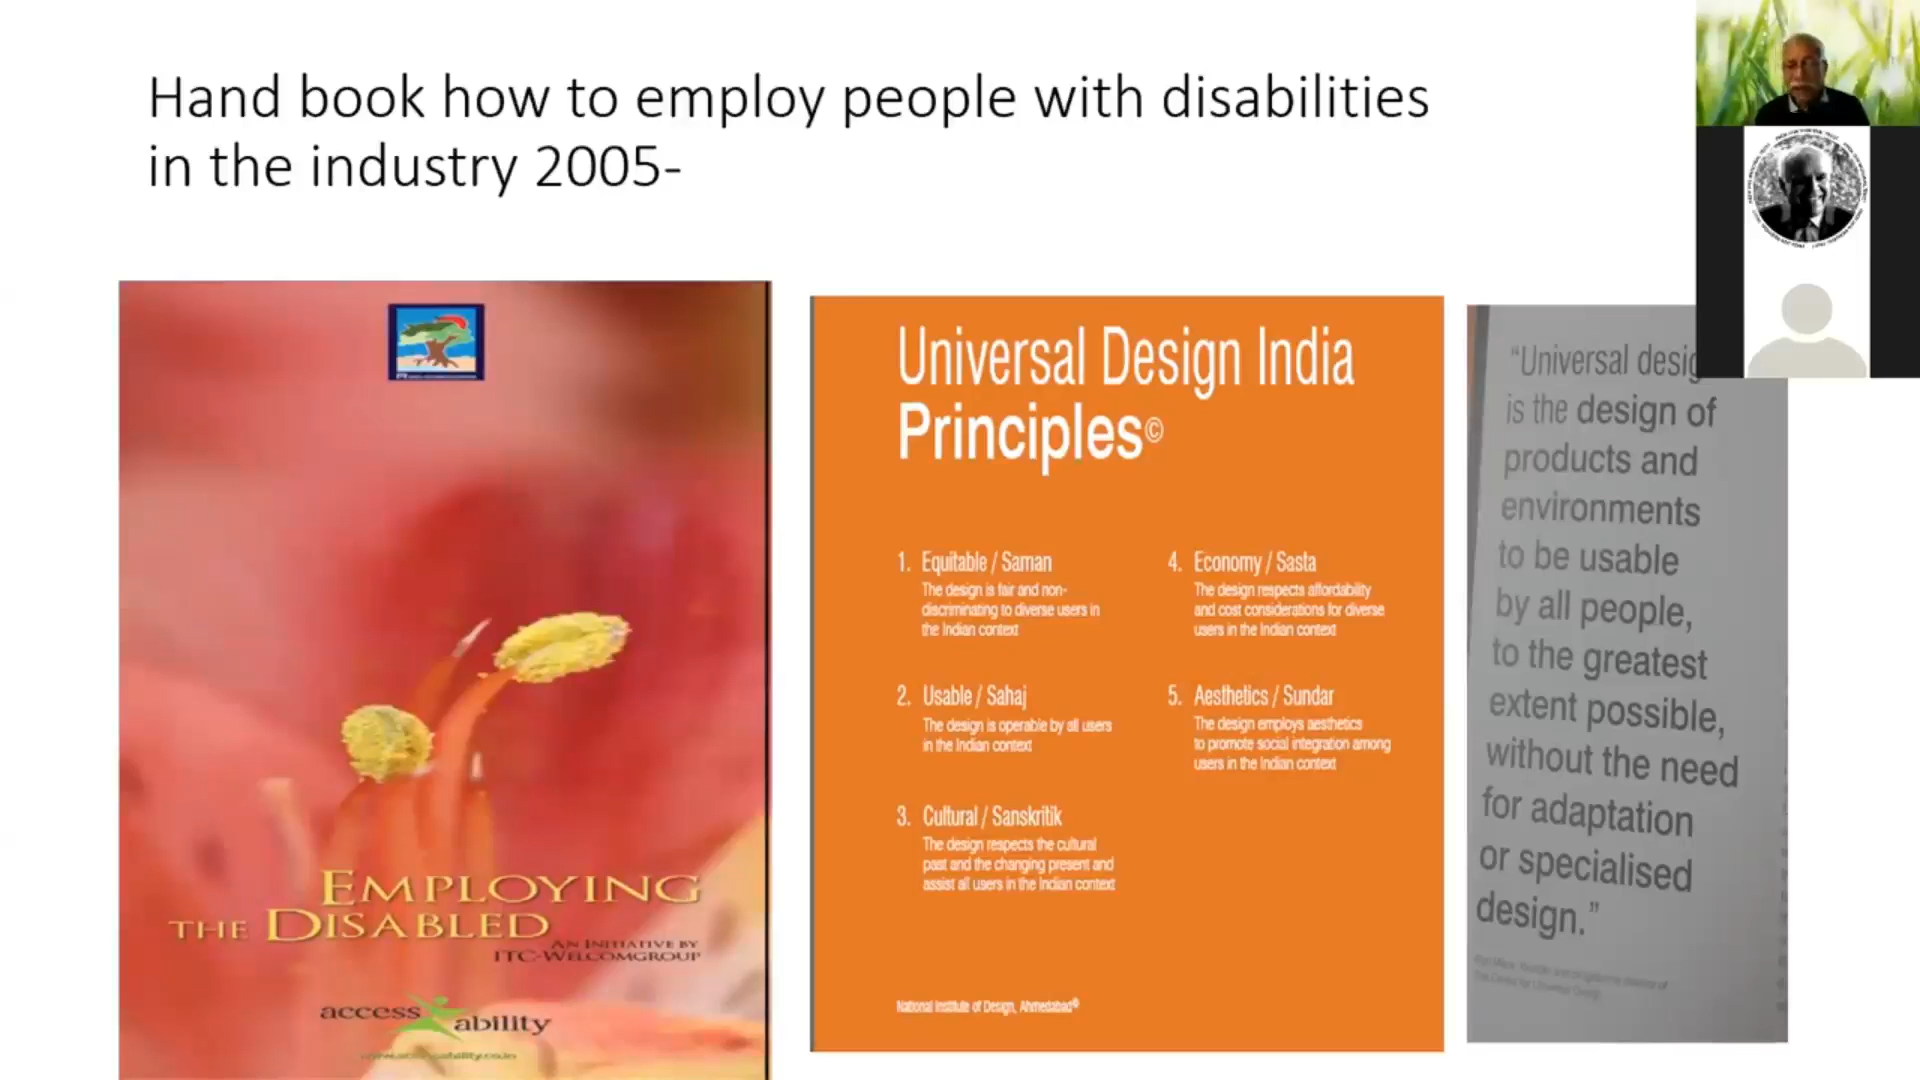 Hand book how to employ people with disabilities
in the industry 2005-
EMPLOYING
THE DISABLED
AN INITIATIVE BY
ITC-WELCOMGROUP
access ability
Universal Design India
Principles©
1. Equitable / Saman
The design is fair and non-
discriminating to diverse users in
the Indian context
2. Usable / Sahaj
The design is operable by all users
in the Indian context
3. Cultural / Sanskritik
The design respects the cultural
past and the changing present and
assist all users in the Indian context
4. Economy / Sasta
The design respects affordability
and cost considerations for diverse
users in the Indian context
5. Aesthetics / Sundar
The design employs aesthetics
to promote social integration among
users in the Indian context
National Institute of Design, Ahmedabad©
“Universal desig
is the design of
products and
environments
to be usable
by all people,
to the greatest
extent possible,
without the need
for adaptation
or specialised
design.”